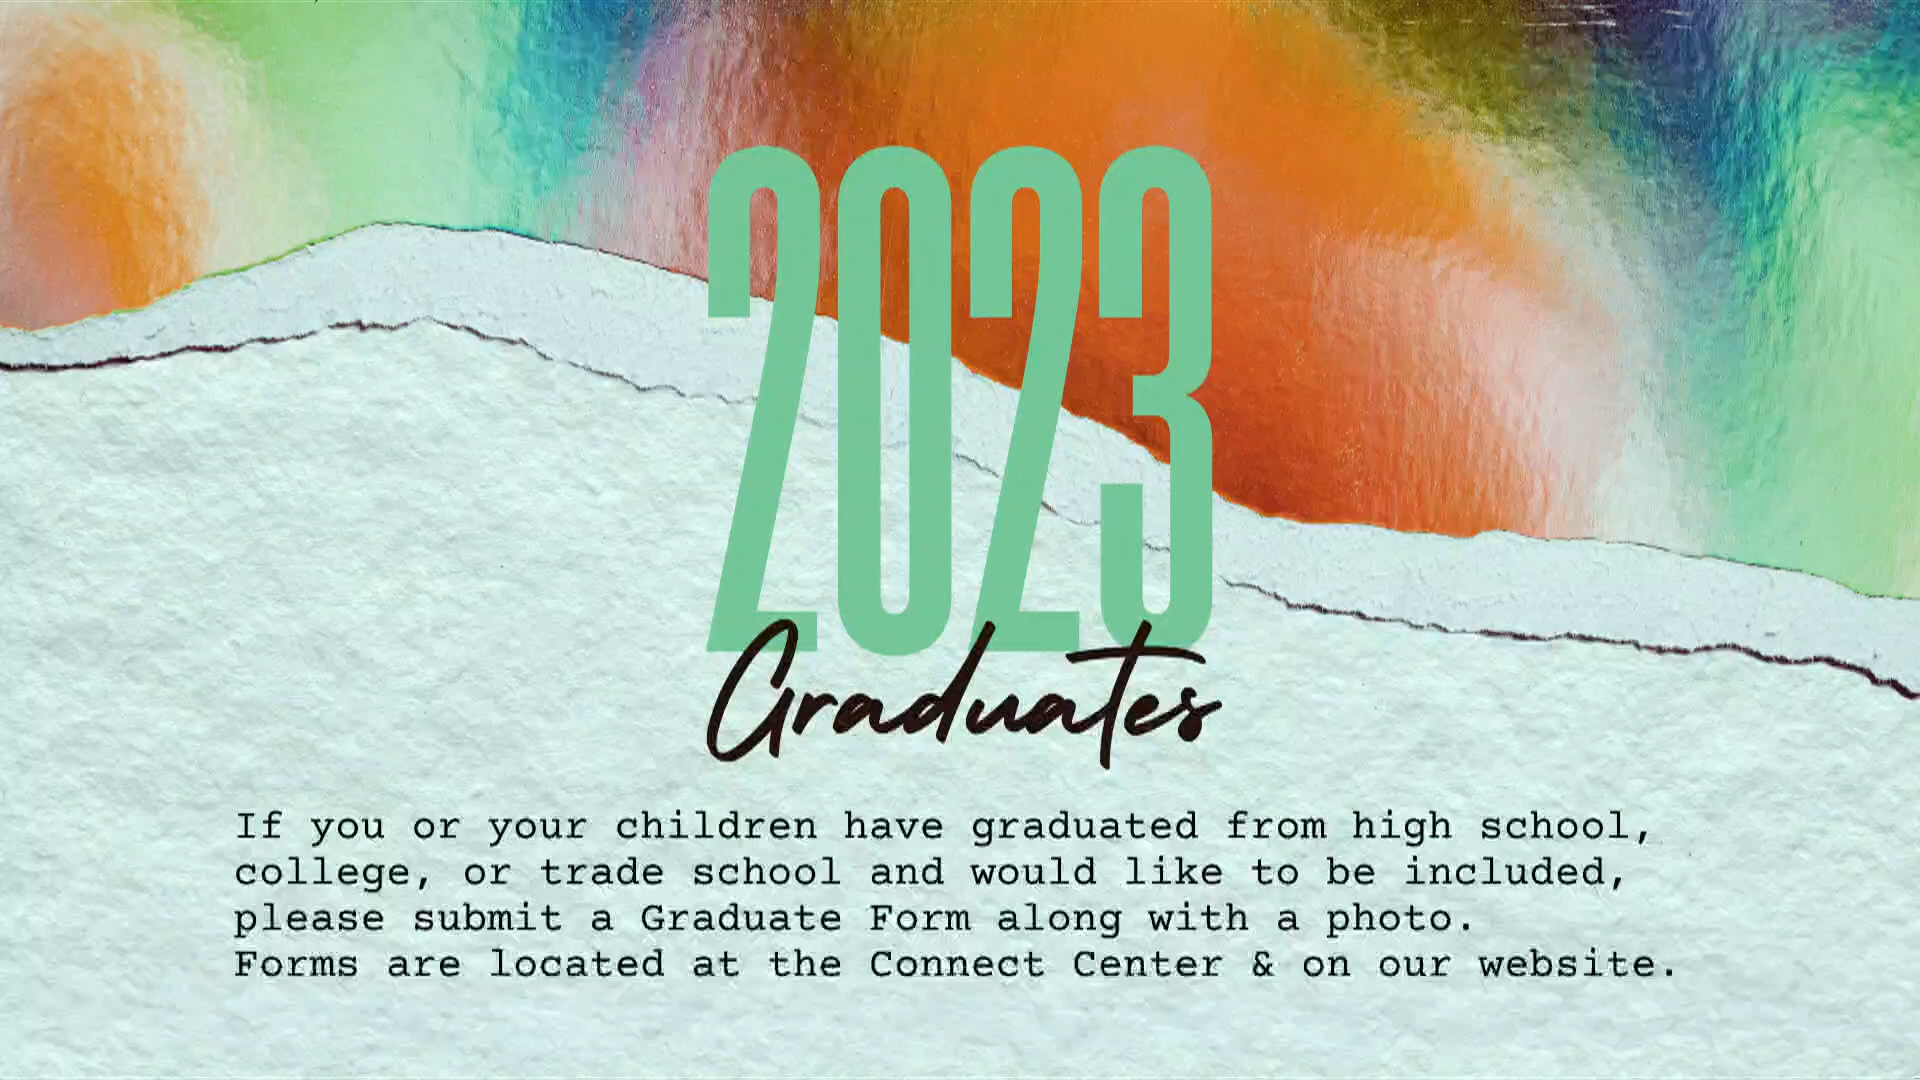 2023
Graduates
If you or your children have graduated from high school,
college, or trade school and would like to be included,
please submit a Graduate Form along with a photo.
Forms are located at the Connect Center & on our website.